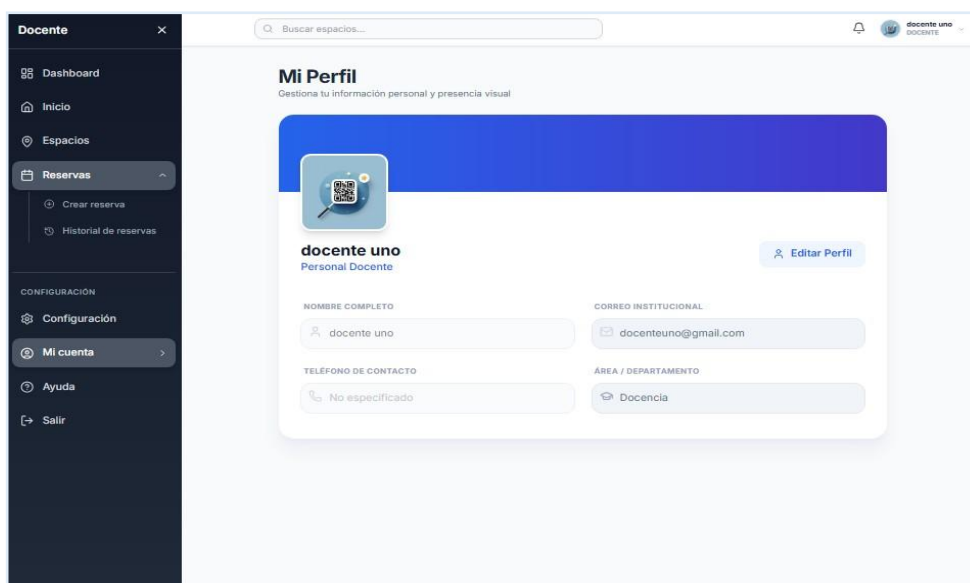 Docente
Dashboard
Inicio
Espacios
Reservas
Crear reserva
Historial de reservas
CONFIGURACIÓN
Configuración
Mi cuenta
Ayuda
Salir
Buscar espacios...
docente uno
DOCENTE
Mi Perfil
Gestiona tu información personal y presencia visual
docente uno
Personal Docente
Editar Perfil
NOMBRE COMPLETO
docente uno
CORREO INSTITUCIONAL
docenteuno@gmail.com
TELÉFONO DE CONTACTO
No especificado
ÁREA / DEPARTAMENTO
Docencia